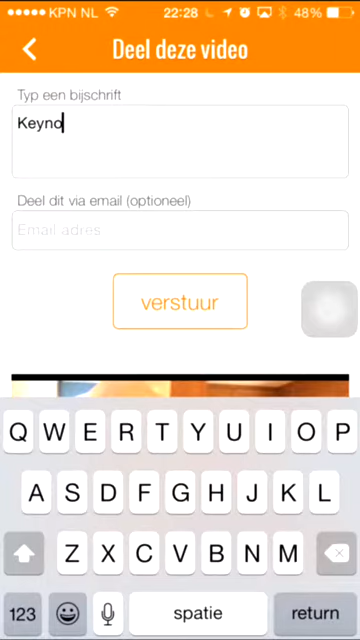 KPN NL 22:28 48%
Deel deze video
Typ een bijschrift
Keyno
Deel dit via email (optioneel)
Email adres
verstuur
Q W E R T Y U I O P
A S D F G H J K L
Z X C V B N M
123 spatie return